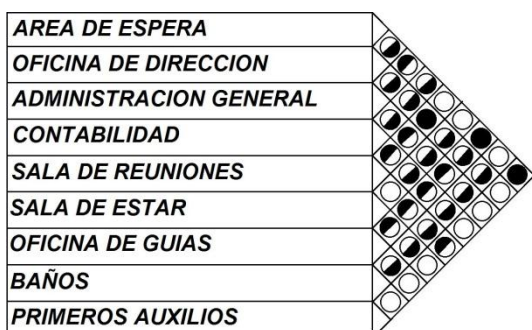 AREA DE ESPERA
OFICINA DE DIRECCION
ADMINISTRACION GENERAL
CONTABILIDAD
SALA DE REUNIONES
SALA DE ESTAR
OFICINA DE GUIAS
BAÑOS
PRIMEROS AUXILIOS